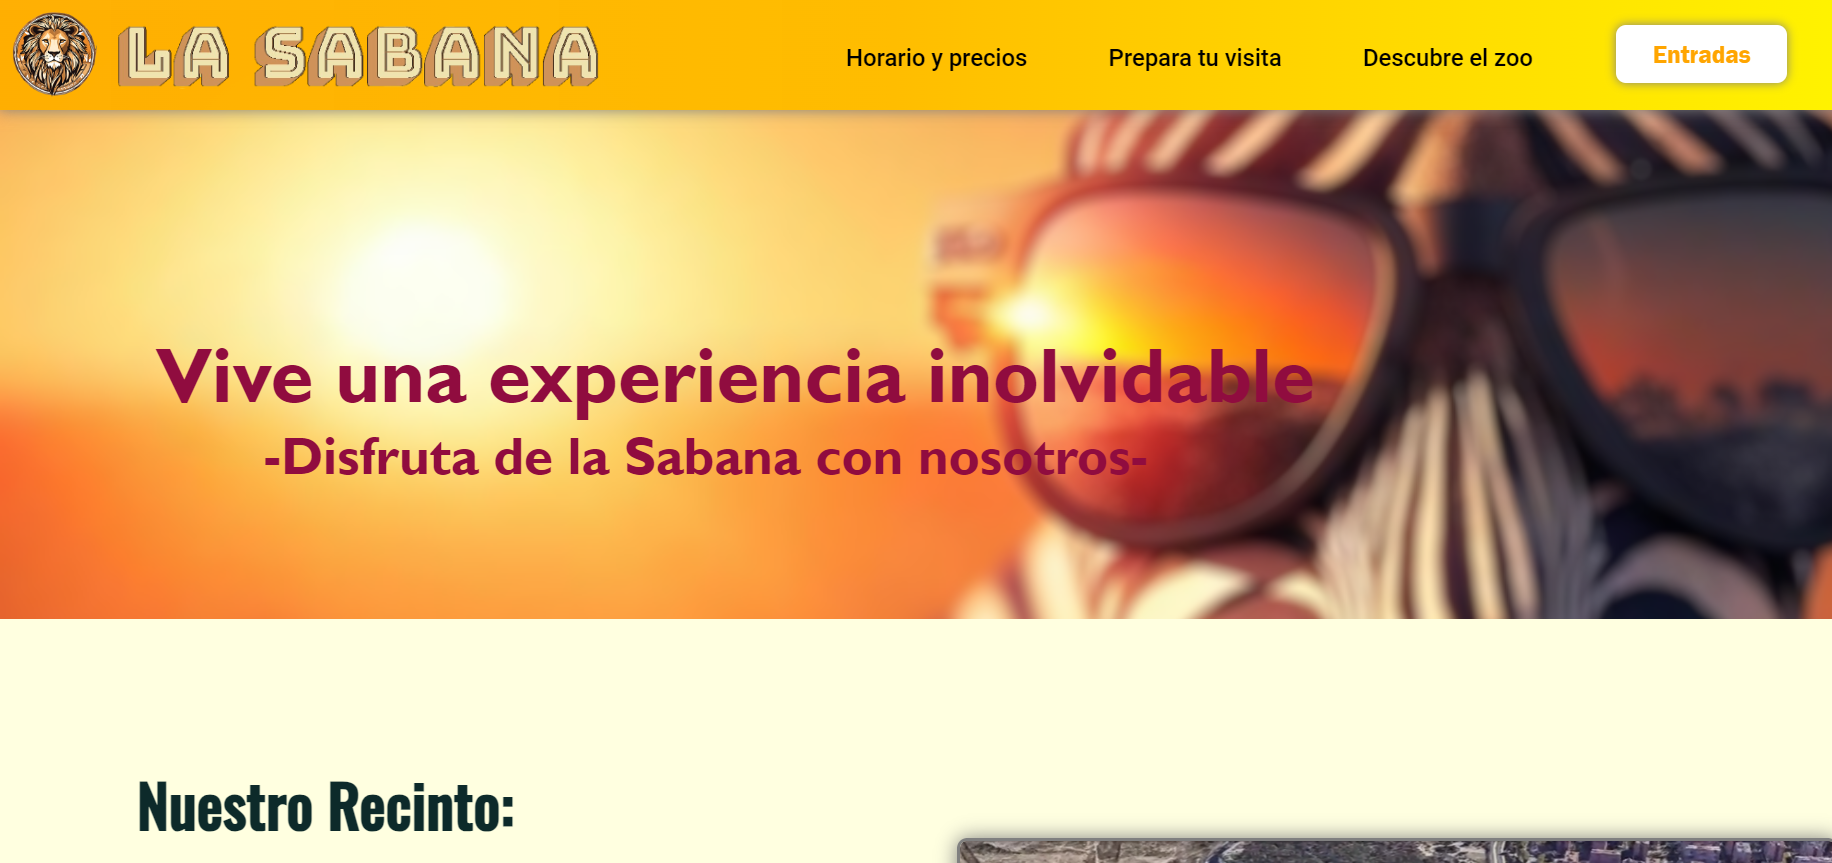 LA SABANA
Horario y precios
Prepara tu visita
Descubre el zoo
Entradas
Vive una experiencia inolvidable
-Disfruta de la Sabana con nosotros-
Nuestro Recinto: